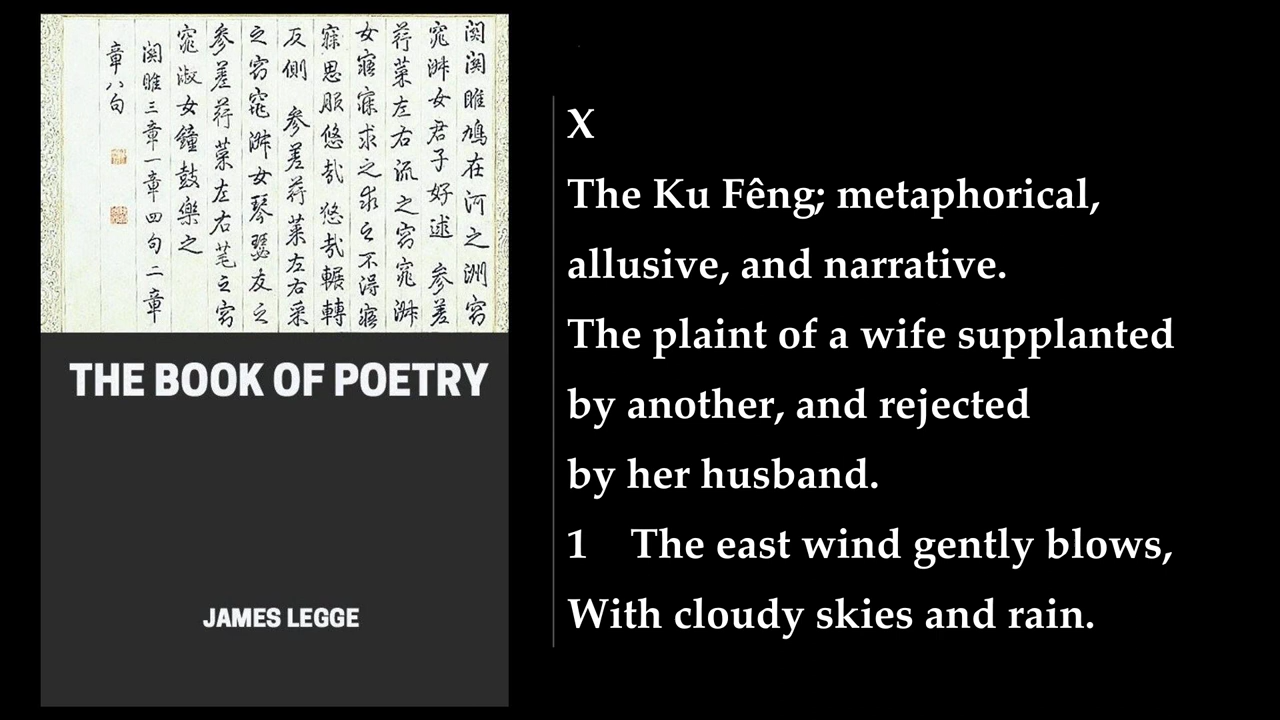 関関雎鳩在河之洲窈
窕淑女君子好逑 参差
荇菜左右流之窈窕淑
女寤寐求之求之不得寤
寐思服悠哉悠哉輾轉
反側 参差荇菜左右采
之窈窕淑女琴瑟友之
参差荇菜左右芼之窈
窕淑女鐘鼓樂之
関雎三章一章四句二章
章八句
THE BOOK OF POETRY
JAMES LEGGE
X
The Ku Fêng; metaphorical,
allusive, and narrative.
The plaint of a wife supplanted
by another, and rejected
by her husband.
1 The east wind gently blows,
With cloudy skies and rain.